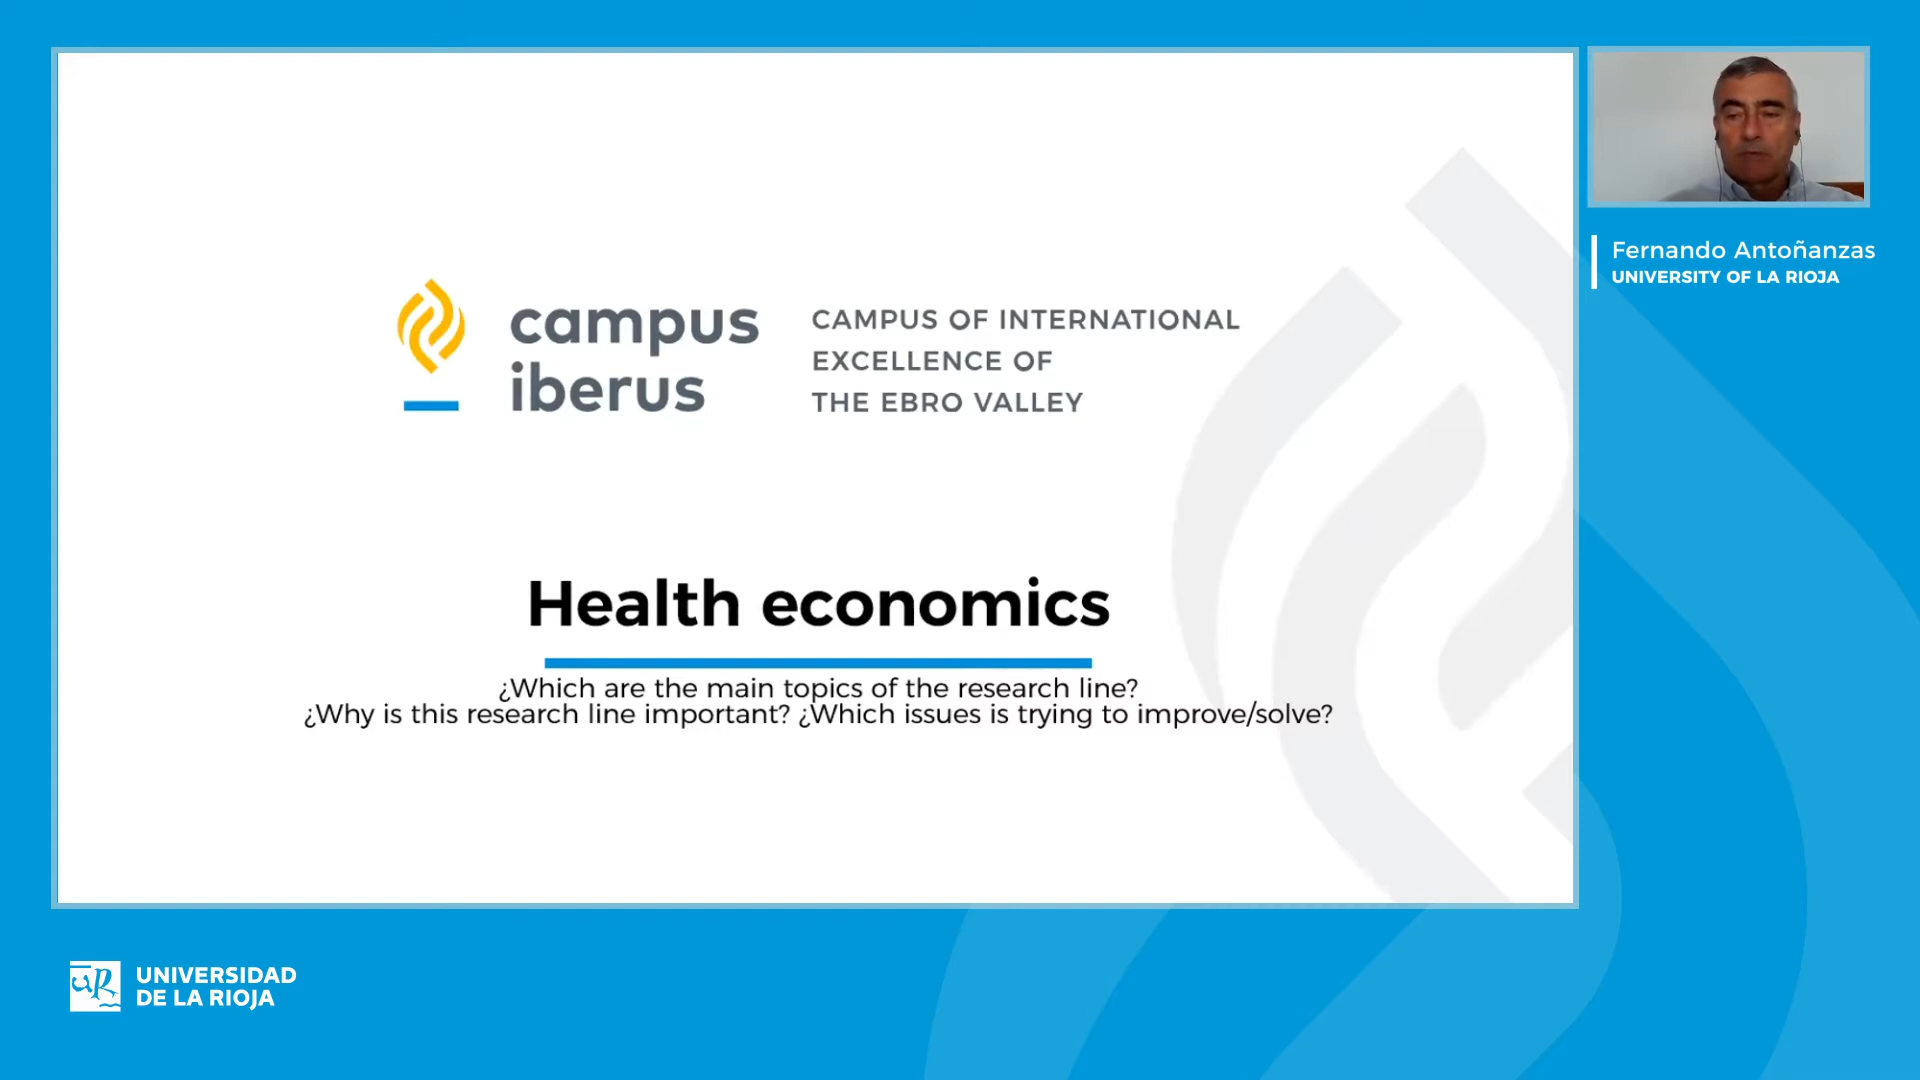 campus
iberus
CAMPUS OF INTERNATIONAL
EXCELLENCE OF
THE EBRO VALLEY
Health economics
¿Which are the main topics of the research line?
¿Why is this research line important? ¿Which issues is trying to improve/solve?
Fernando Antoñanzas
UNIVERSITY OF LA RIOJA
UR
UNIVERSIDAD
DE LA RIOJA